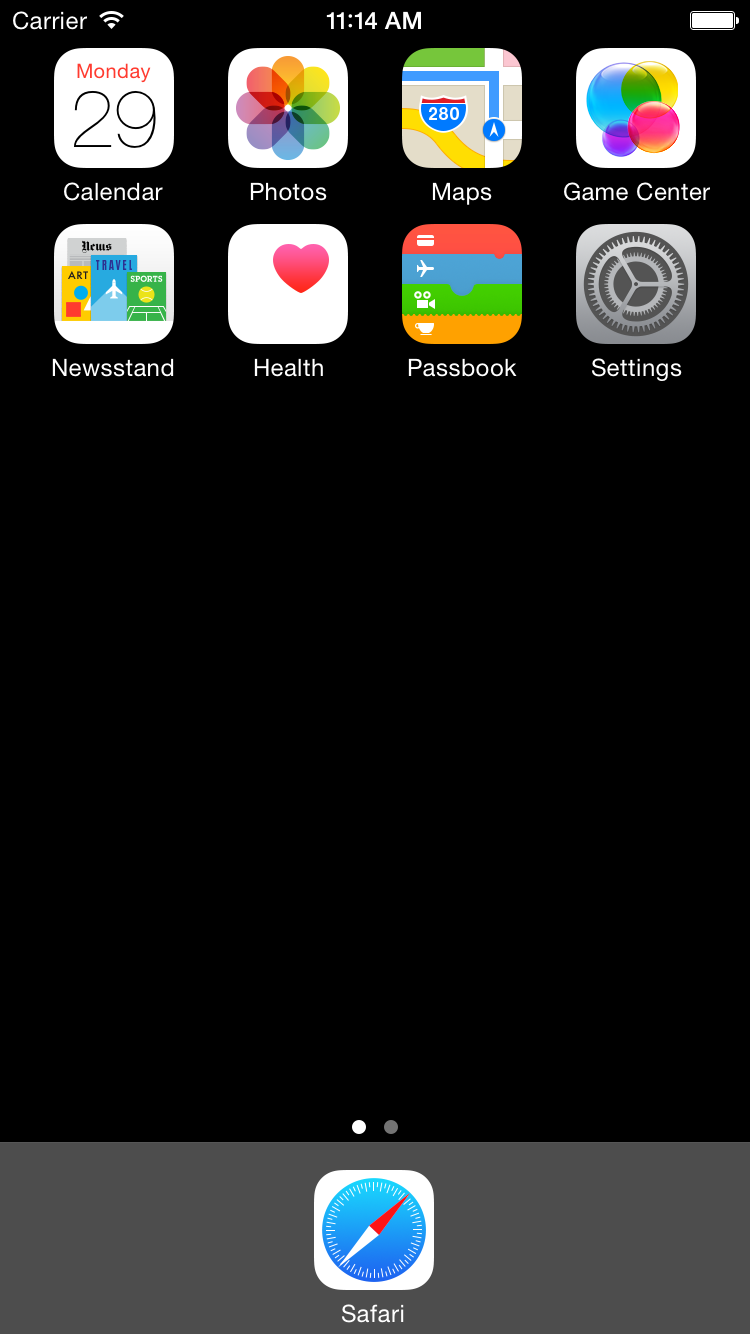 Carrier 11:14 AM
Monday
29
280
Calendar Photos Maps Game Center
News
TRAVEL
ART
SPORTS
Newsstand Health Passbook Settings
Safari